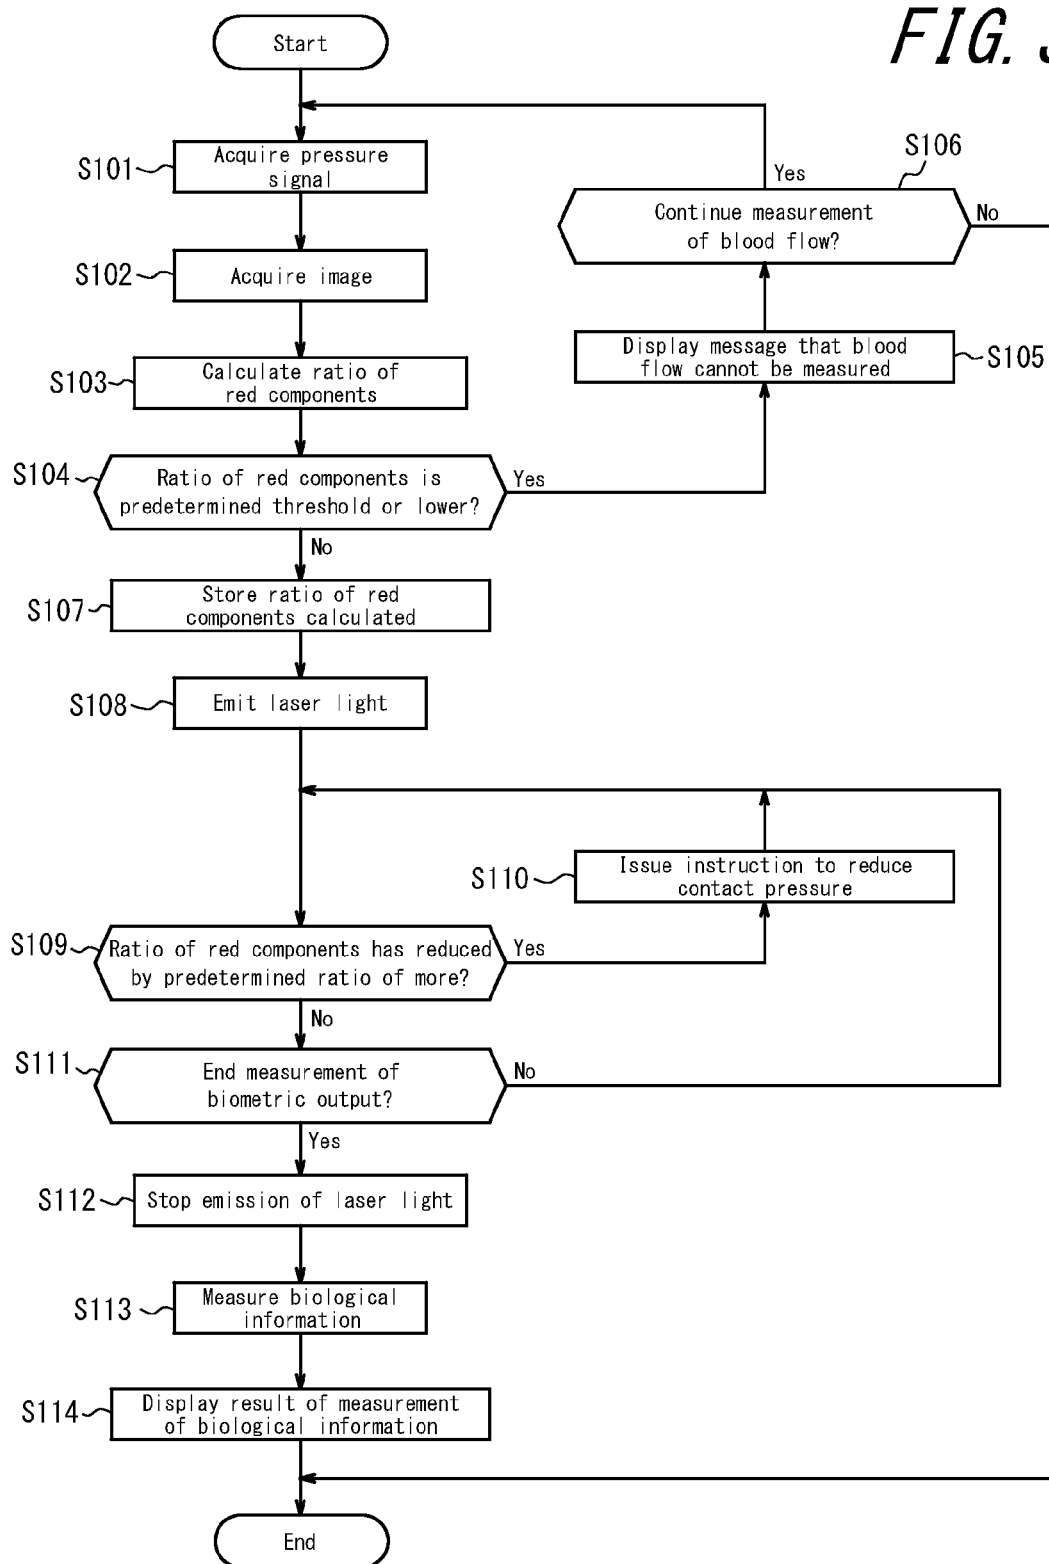 FIG.
Start
S101
Acquire pressure
signal
S102
Acquire image
S103
Calculate ratio of
red components
S104
Ratio of red components is
predetermined threshold or lower?
Yes
No
S105
Display message that blood
flow cannot be measured
S106
Continue measurement
of blood flow?
Yes
No
S107
Store ratio of red
components calculated
S108
Emit laser light
S109
Ratio of red components has reduced
by predetermined ratio of more?
Yes
No
S110
Issue instruction to reduce
contact pressure
S111
End measurement of
biometric output?
No
Yes
S112
Stop emission of laser light
S113
Measure biological
information
S114
Display result of measurement
of biological information
End